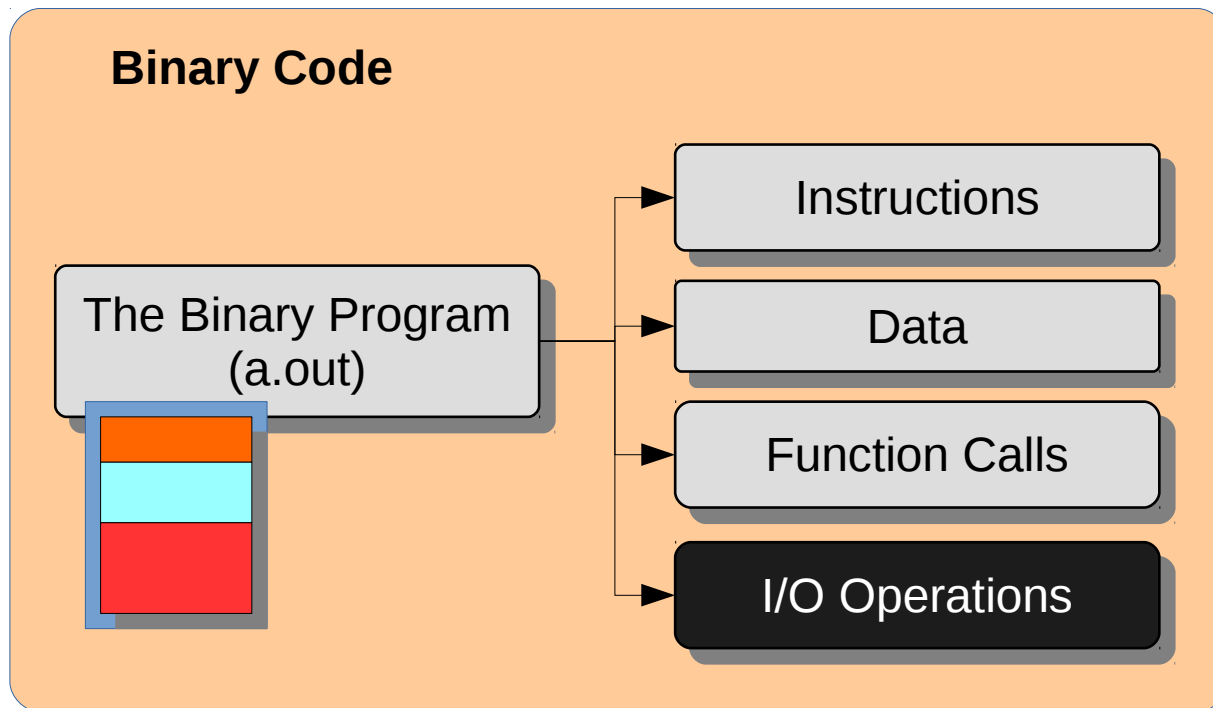 Binary Code
The Binary Program
(a.out)
Instructions
Data
Function Calls
I/O Operations